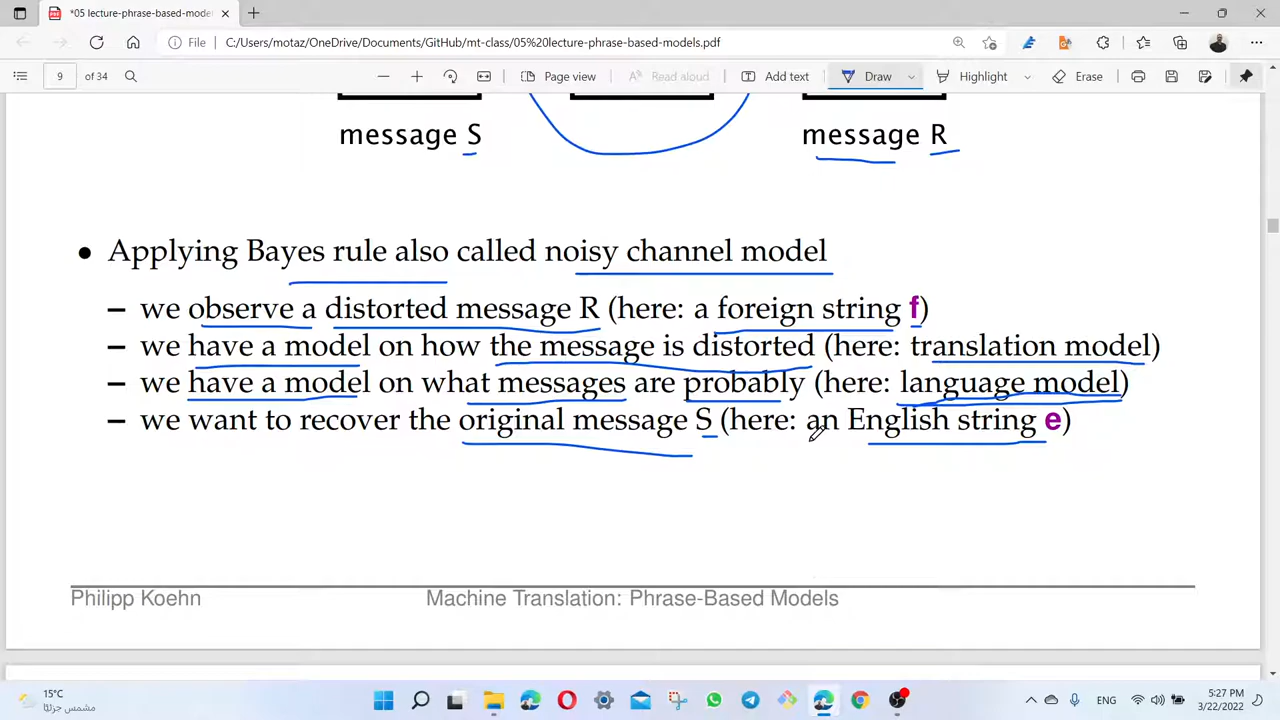 *05 lecture-phrase-based-model
File
C:/Users/motaz/OneDrive/Documents/GitHub/mt-class/05%20lecture-phrase-based-models.pdf
9 of 34
Page view
Read aloud
Add text
Draw
Highlight
Erase
message S
message R
• Applying Bayes rule also called noisy channel model
– we observe a distorted message R (here: a foreign string f)
– we have a model on how the message is distorted (here: translation model)
– we have a model on what messages are probably (here: language model)
– we want to recover the original message S (here: an English string e)
Philipp Koehn
Machine Translation: Phrase-Based Models
15°C
مشمس جزئيًا
ENG
5:27 PM
3/22/2022